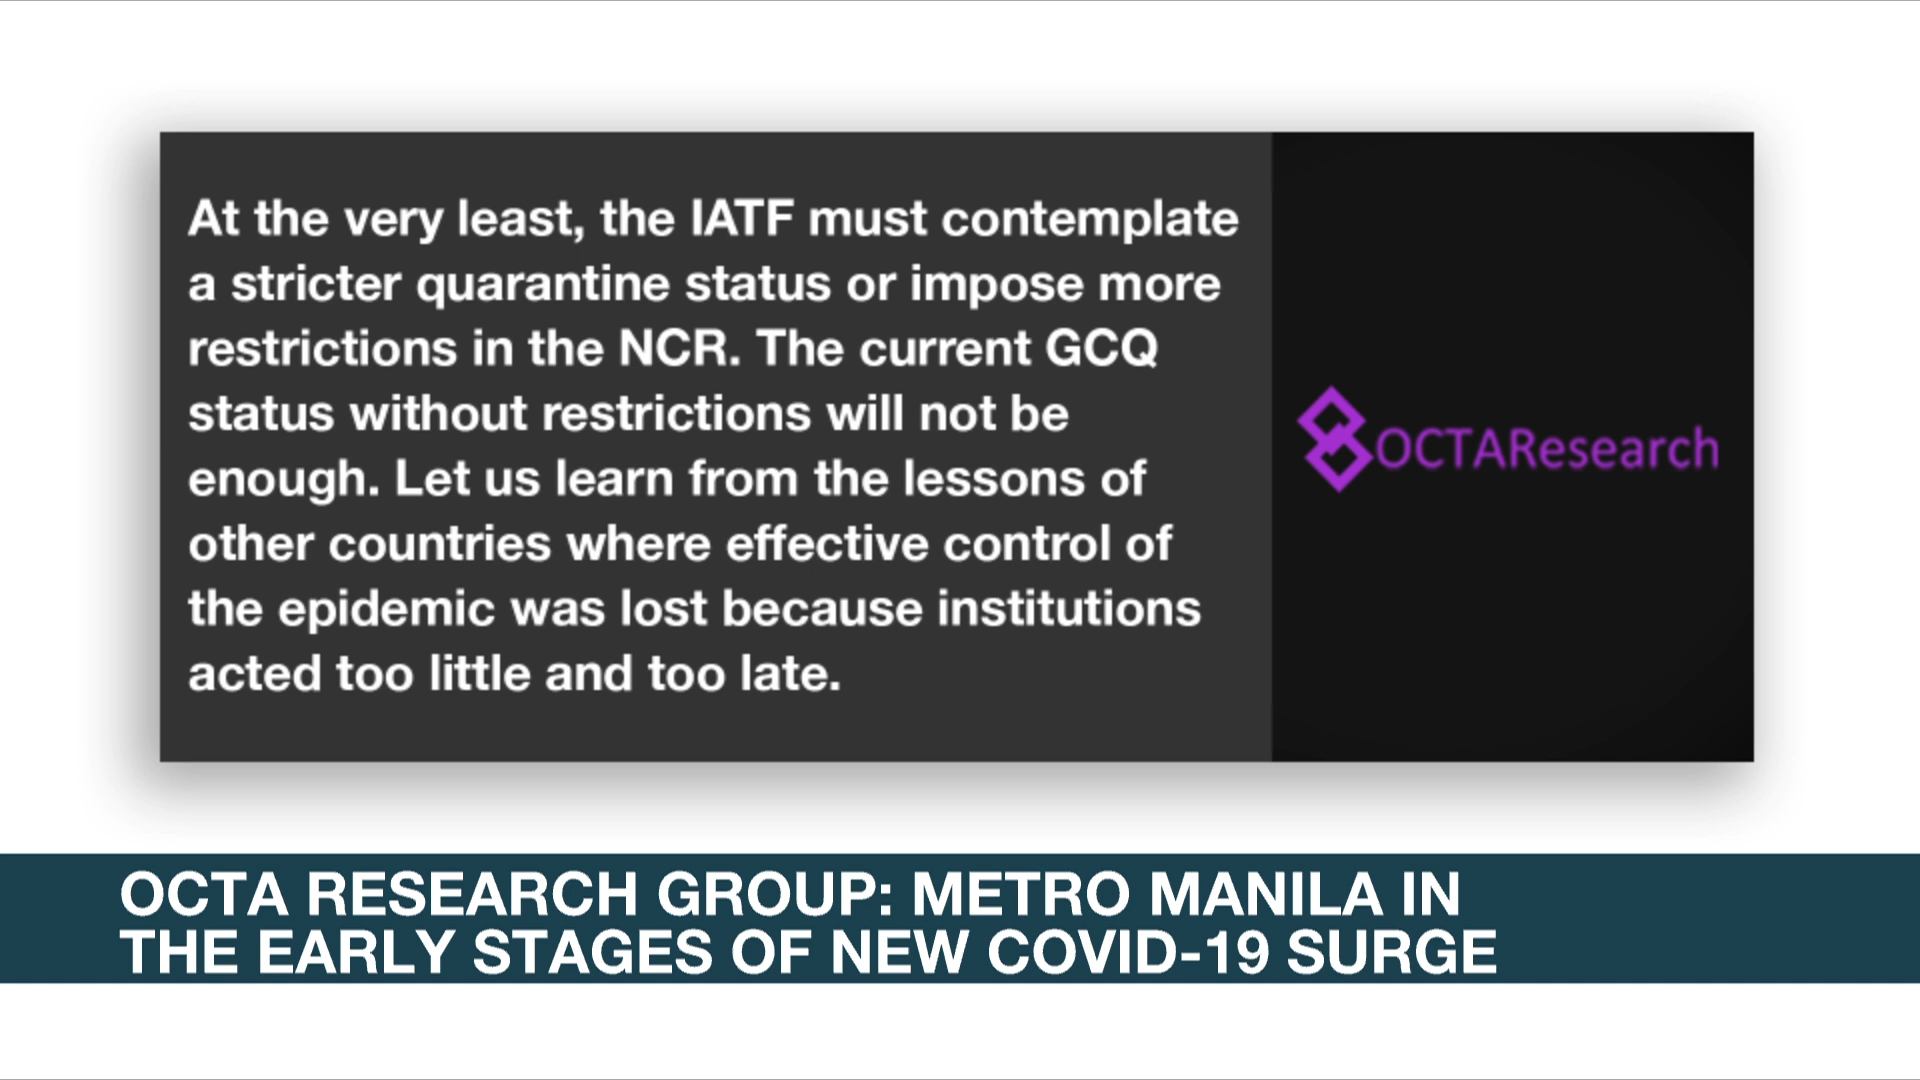 At the very least, the IATF must contemplate
a stricter quarantine status or impose more
restrictions in the NCR. The current GCQ
status without restrictions will not be
enough. Let us learn from the lessons of
other countries where effective control of
the epidemic was lost because institutions
acted too little and too late.
OCTAResearch
OCTA RESEARCH GROUP: METRO MANILA IN
THE EARLY STAGES OF NEW COVID-19 SURGE